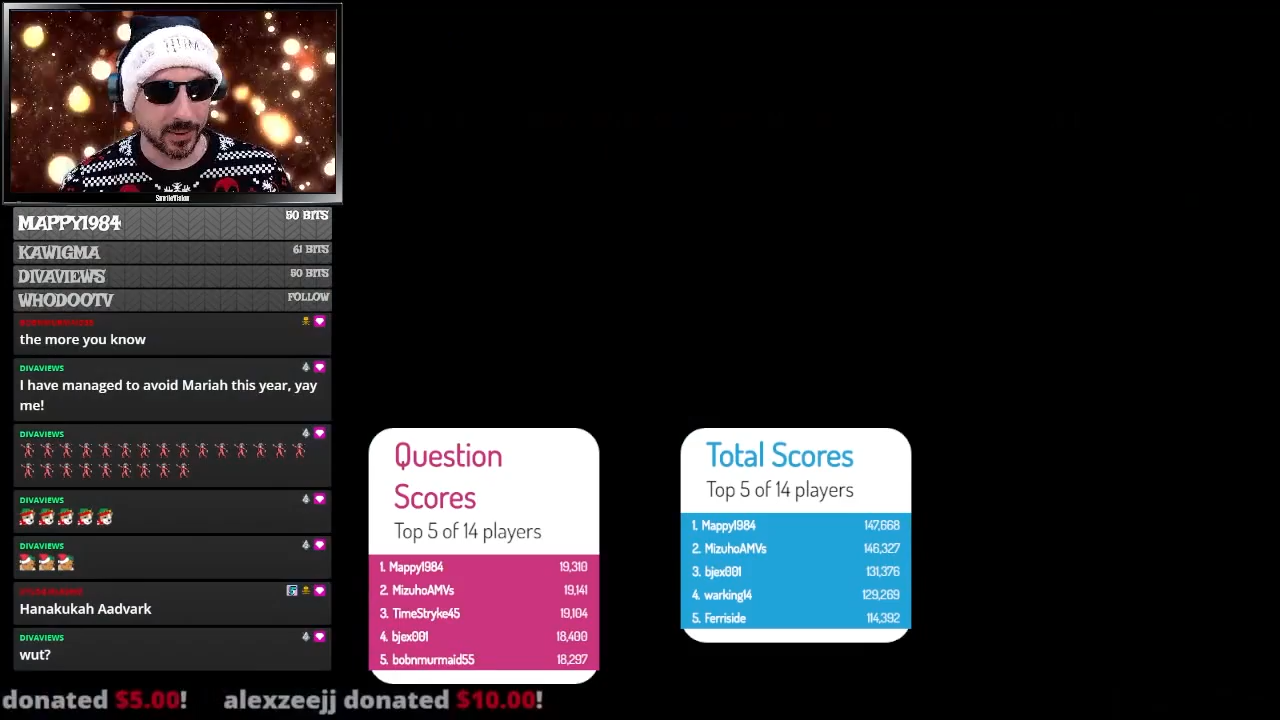 SmvtieVision
MAPPY1984 50 BITS
KAWIGMA 61 BITS
DIVAVIEWS 50 BITS
WHODOOTV FOLLOW
the more you know
DIVAVIEWS
I have managed to avoid Mariah this year, yay
me!
DIVAVIEWS
DIVAVIEWS
DIVAVIEWS
Hanakukah Aadvark
DIVAVIEWS
wut?
Question
Scores
Top 5 of 14 players
1. Mappy1984 19,310
2. MizuhoAMVs 19,141
3. TimeStryke45 19,104
4. bjex001 18,400
5. bobnmurmaid55 18,297
Total Scores
Top 5 of 14 players
1. Mappy1984 147,668
2. MizuhoAMVs 146,327
3. bjex001 131,376
4. warking14 129,269
5. Ferriside 114,392
donated $5.00! alexzeejj donated $10.00!